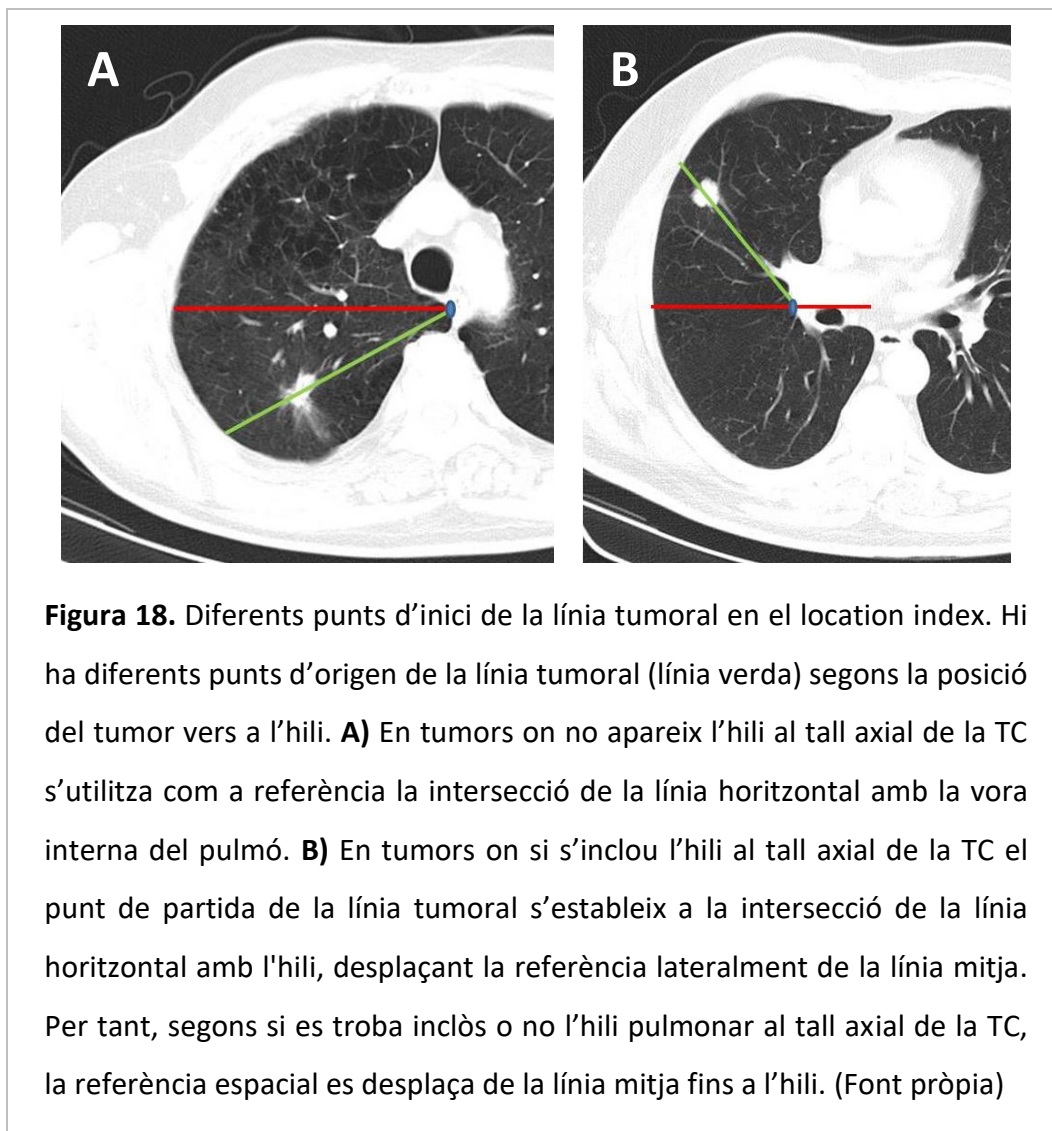 A
B
Figura 18. Diferents punts d’inici de la línia tumoral en el location index. Hi
ha diferents punts d’origen de la línia tumoral (línia verda) segons la posició
del tumor vers a l’hili. A) En tumors on no apareix l’hili al tall axial de la TC
s’utilitza com a referència la intersecció de la línia horitzontal amb la vora
interna del pulmó. B) En tumors on si s’inclou l’hili al tall axial de la TC el
punt de partida de la línia tumoral s’estableix a la intersecció de la línia
horitzontal amb l'hili, desplaçant la referència lateralment de la línia mitja.
Per tant, segons si es troba inclòs o no l’hili pulmonar al tall axial de la TC,
la referència espacial es desplaça de la línia mitja fins a l’hili. (Font pròpia)